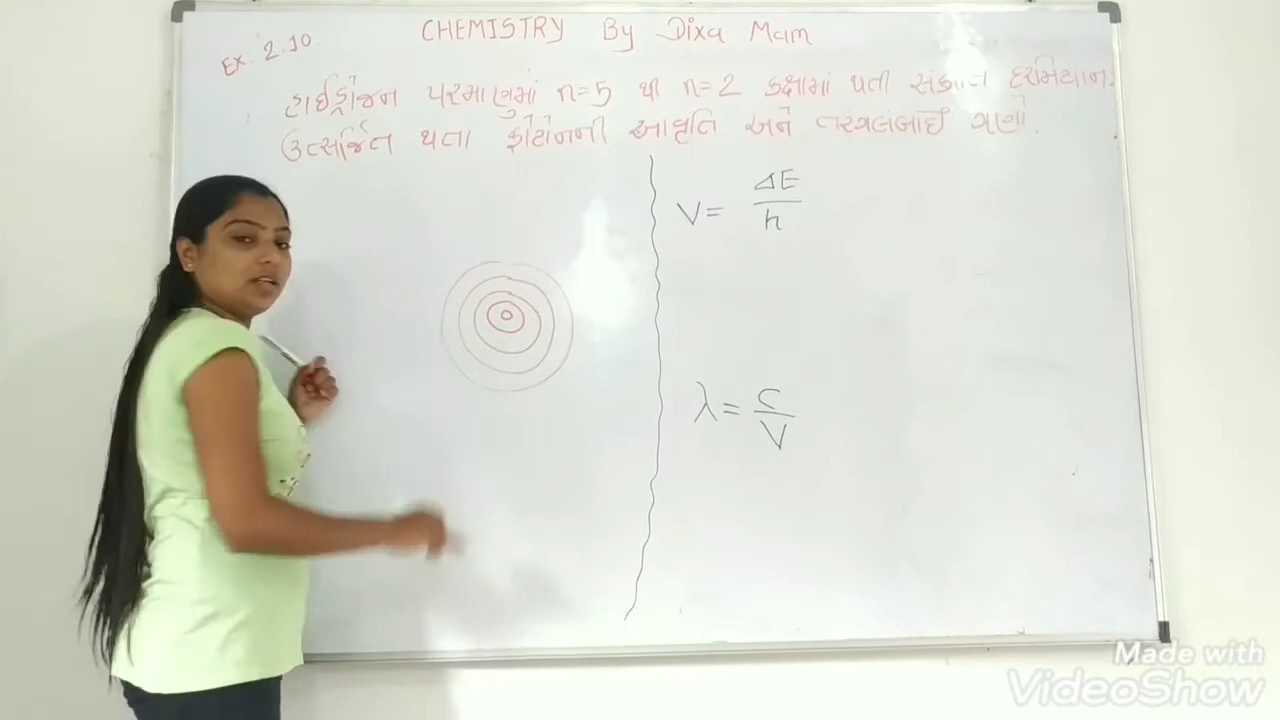 CHEMISTRY By Dixa Mam
Ex. 2.10
હાઈડ્રોજન પરમાણુમાં n=5 થી n=2 કક્ષામાં થતી સંક્રાંતિ દરમિયાન
ઉત્સર્જિત થતા ફોટોનની આવૃતિ અને તરંગલંબાઈ ગણો.
V= ΔE/h
λ= C/V
Made with
VideoShow